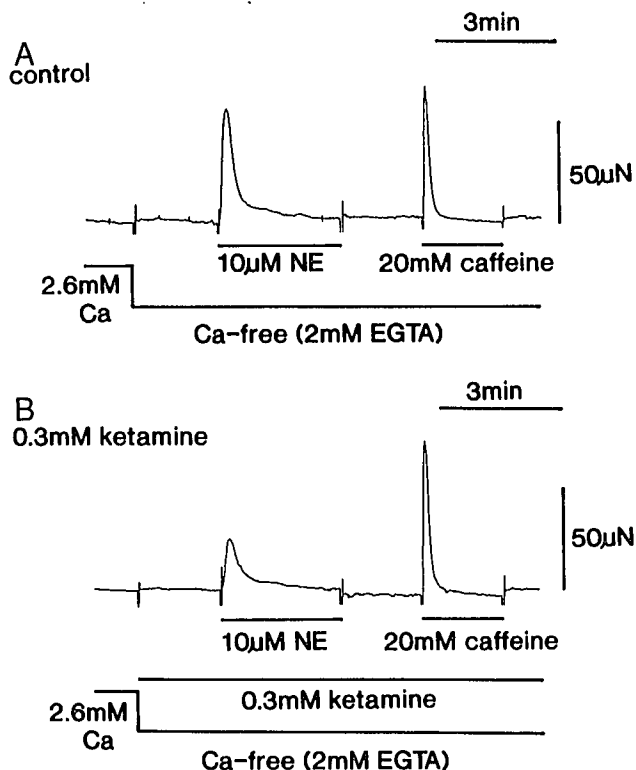 3min
A
control
50µN
10µM NE
20mM caffeine
2.6mM
Ca
Ca-free (2mM EGTA)
3min
B
0.3mM ketamine
50µN
10µM NE
20mM caffeine
0.3mM ketamine
2.6mM
Ca
Ca-free (2mM EGTA)